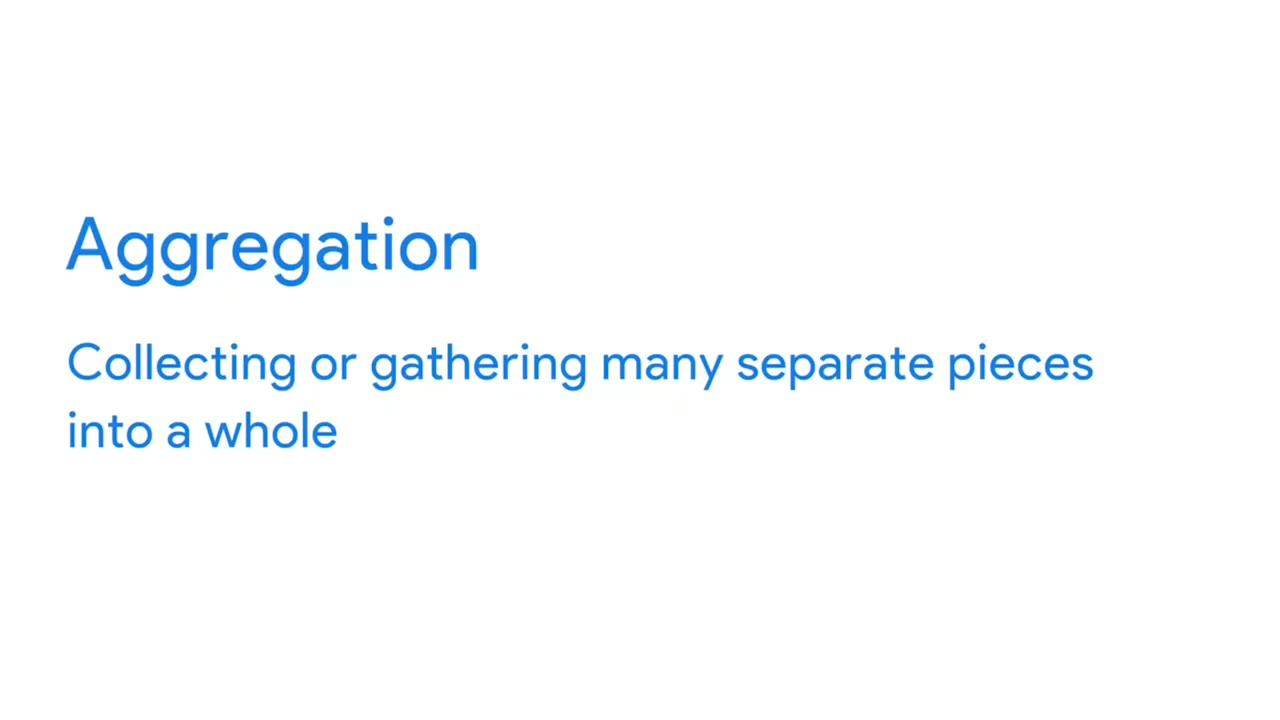 Aggregation
Collecting or gathering many separate pieces
into a whole